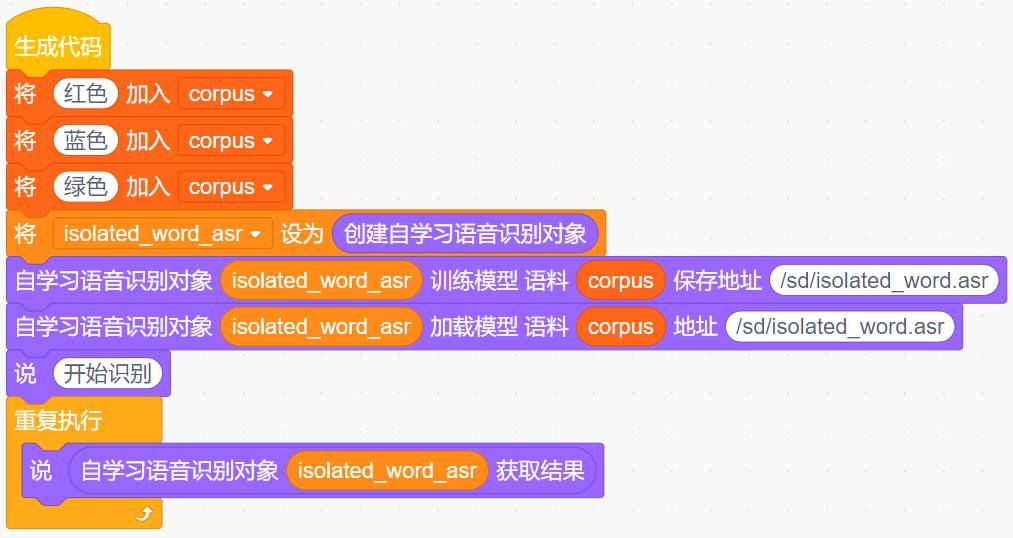 生成代码
将 红色 加入 corpus
将 蓝色 加入 corpus
将 绿色 加入 corpus
将 isolated_word_asr 设为 创建自学习语音识别对象
自学习语音识别对象 isolated_word_asr 训练模型 语料 corpus 保存地址 /sd/isolated_word.asr
自学习语音识别对象 isolated_word_asr 加载模型 语料 corpus 地址 /sd/isolated_word.asr
说 开始识别
重复执行
说 自学习语音识别对象 isolated_word_asr 获取结果